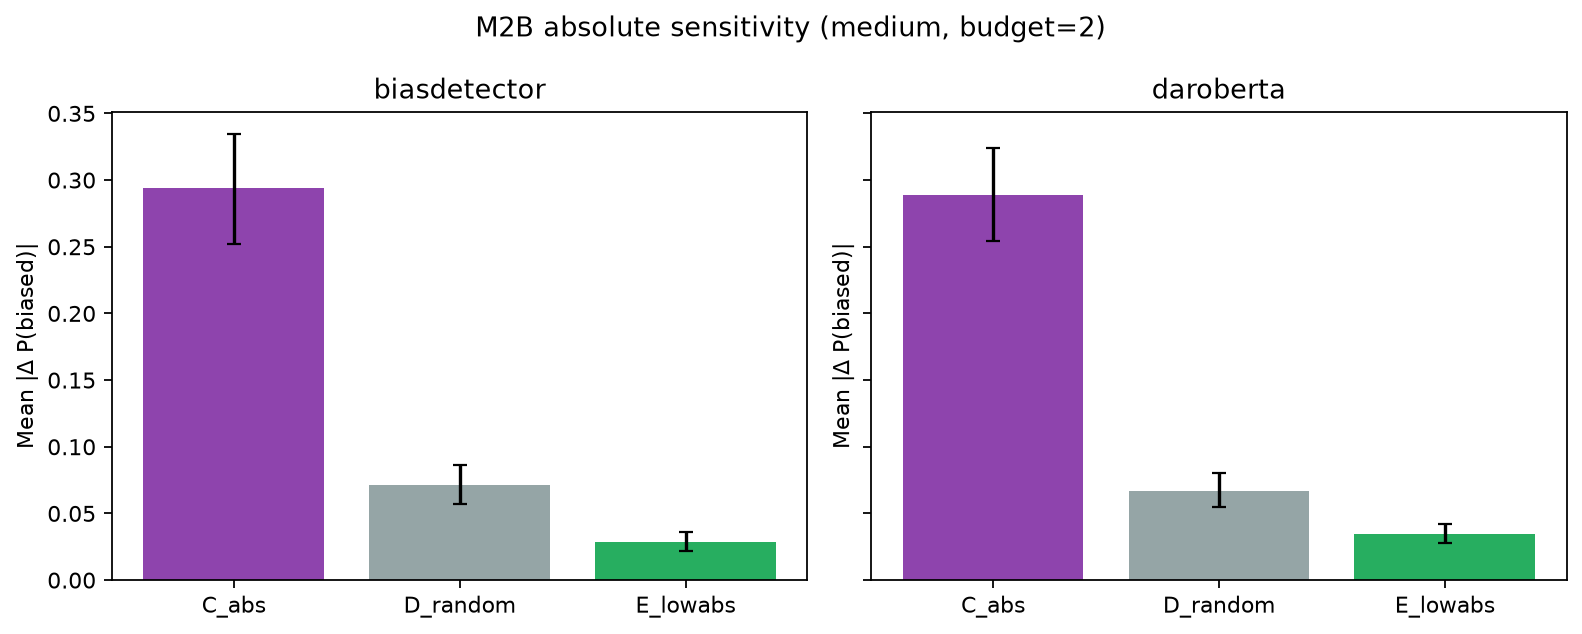 M2B absolute sensitivity (medium, budget=2)
biasdetector
Mean |Δ P(biased)|
0.35
0.30
0.25
0.20
0.15
0.10
0.05
0.00
C_abs
D_random
E_lowabs
daroberta
Mean |Δ P(biased)|
C_abs
D_random
E_lowabs